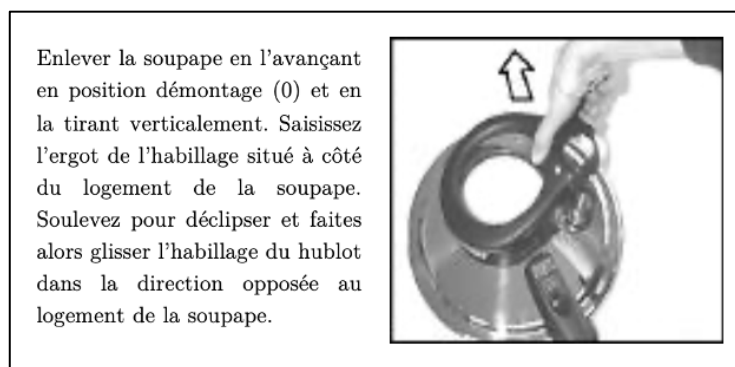 Enlever la soupape en l'avançant
en position démontage (0) et en
la tirant verticalement. Saisissez
l'ergot de l'habillage situé à côté
du logement de la soupape.
Soulevez pour déclipser et faites
alors glisser l'habillage du hublot
dans la direction opposée au
logement de la soupape.